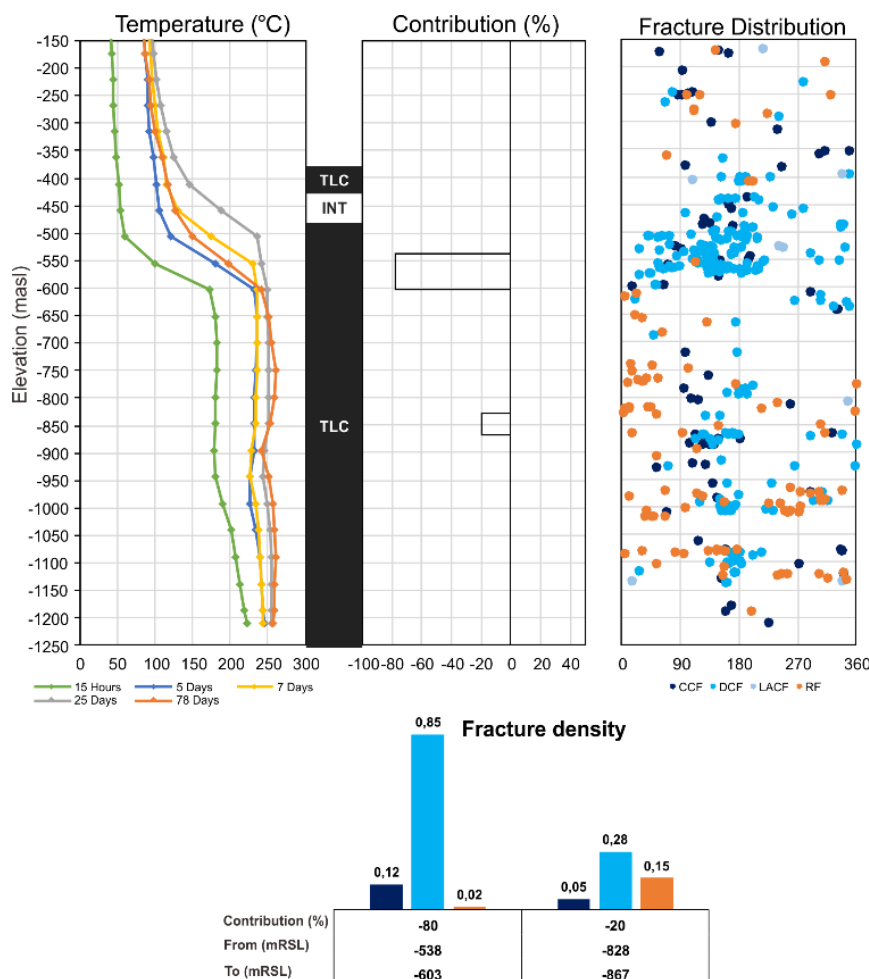 Temperature (ºC)
Contribution (%)
Fracture Distribution
Elevation (masl)
-150
-200
-250
-300
-350
-400
-450
-500
-550
-600
-650
-700
-750
-800
-850
-900
-950
-1000
-1050
-1100
-1150
-1200
-1250
TLC
INT
TLC
0 50 100 150 200 250 300
-100 -80 -60 -40 -20 0 20 40
0 90 180 270 360
15 Hours 5 Days 7 Days
25 Days 78 Days
CCF DCF LACF RF
Fracture density
0,12 0,85 0,02 0,05 0,28 0,15
Contribution (%) -80 -20
From (mRSL) -538 -828
To (mRSL) -603 -867